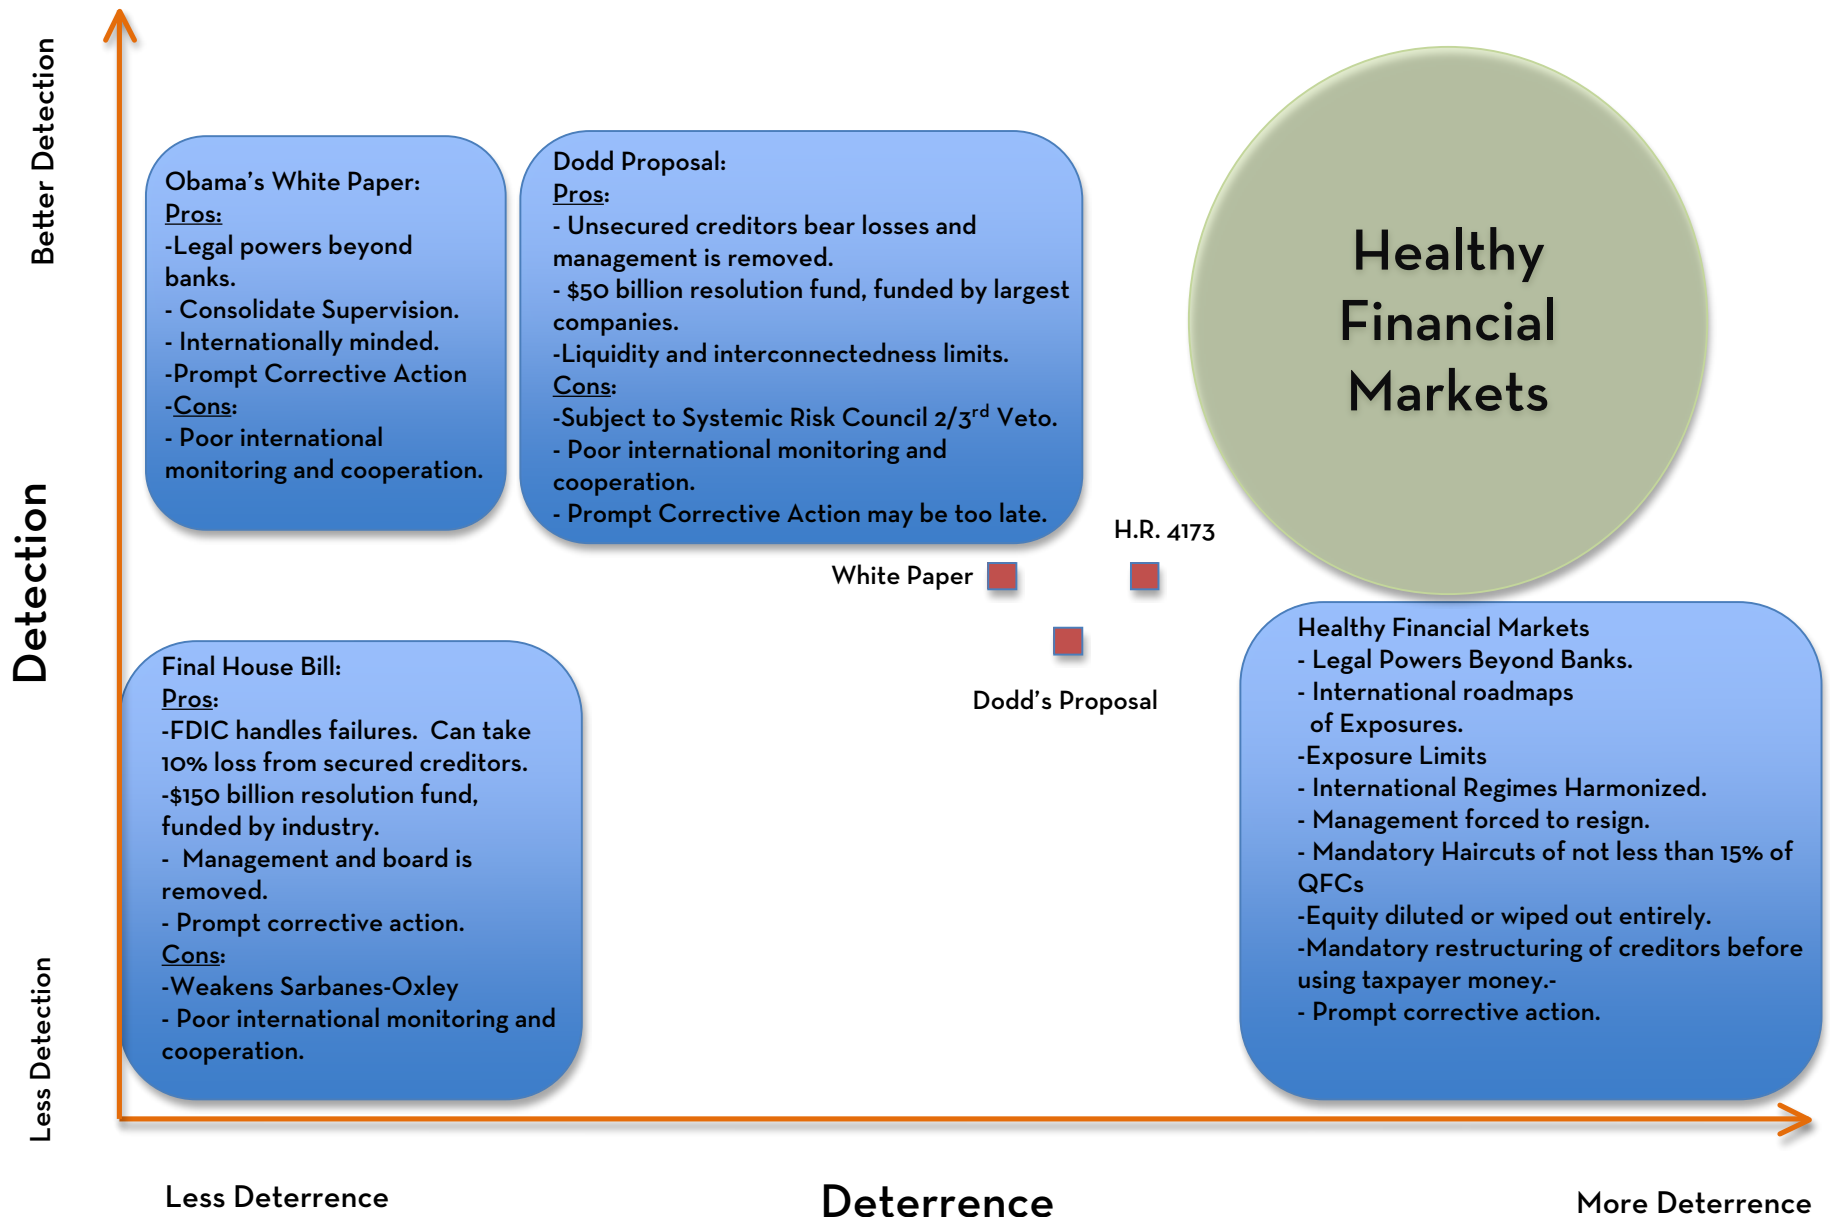 Better Detection
Detection
Less Detection
Obama's White Paper:
Pros:
-Legal powers beyond
banks.
- Consolidate Supervision.
- Internationally minded.
-Prompt Corrective Action
-Cons:
- Poor international
monitoring and cooperation.
Dodd Proposal:
Pros:
- Unsecured creditors bear losses and
management is removed.
- $50 billion resolution fund, funded by largest
companies.
-Liquidity and interconnectedness limits.
Cons:
-Subject to Systemic Risk Council 2/3rd Veto.
- Poor international monitoring and
cooperation.
- Prompt Corrective Action may be too late.
Healthy
Financial
Markets
H.R. 4173
White Paper
Dodd's Proposal
Final House Bill:
Pros:
-FDIC handles failures.  Can take
10% loss from secured creditors.
-$150 billion resolution fund,
funded by industry.
-  Management and board is
removed.
- Prompt corrective action.
Cons:
-Weakens Sarbanes-Oxley
- Poor international monitoring and
cooperation.
Healthy Financial Markets
- Legal Powers Beyond Banks.
- International roadmaps
of Exposures.
-Exposure Limits
- International Regimes Harmonized.
- Management forced to resign.
- Mandatory Haircuts of not less than 15% of
QFCs
-Equity diluted or wiped out entirely.
-Mandatory restructuring of creditors before
using taxpayer money.-
- Prompt corrective action.
Less Deterrence
Deterrence
More Deterrence